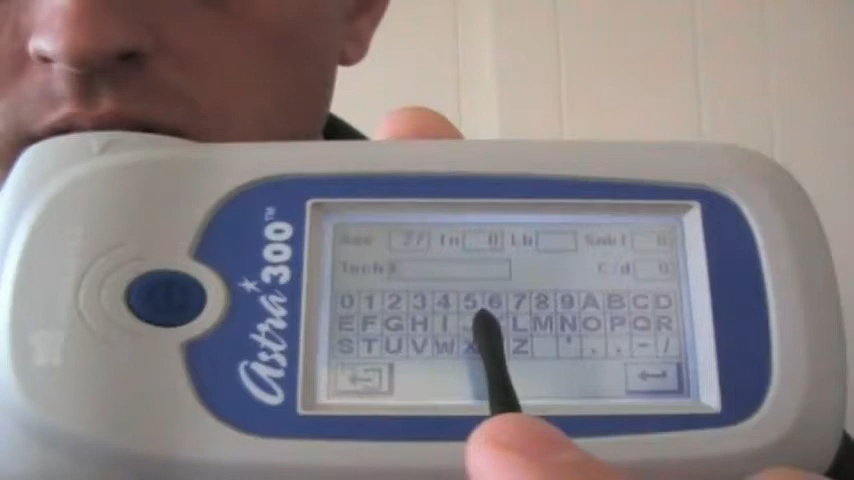 Astra 300™
Age 27 In 0 Lb Smkl 0
Tech C/d 0
0 1 2 3 4 5 6 7 8 9 A B C D
E F G H I L M N O P Q R
S T U V W X Z ' , . - /